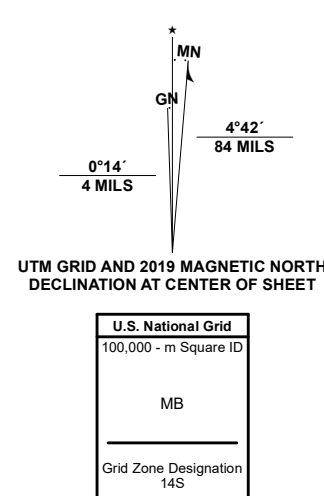 ★
MN
GN
4°42´
84 MILS
0°14´
4 MILS
UTM GRID AND 2019 MAGNETIC NORTH
DECLINATION AT CENTER OF SHEET
U.S. National Grid
100,000 - m Square ID
MB
Grid Zone Designation
14S